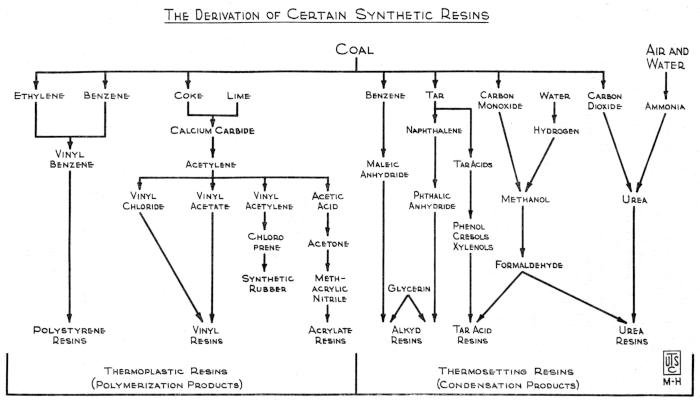 THE DERIVATION OF CERTAIN SYNTHETIC RESINS
COAL
AIR AND
WATER
ETHYLENE
BENZENE
COKE
LIME
BENZENE
TAR
CARBON
MONOXIDE
WATER
CARBON
DIOXIDE
AMMONIA
CALCIUM CARBIDE
NAPHTHALENE
HYDROGEN
VINYL
BENZENE
ACETYLENE
MALEIC
ANHYDRIDE
TAR ACIDS
VINYL
CHLORIDE
VINYL
ACETATE
VINYL
ACETYLENE
ACETIC
ACID
PHTHALIC
ANHYDRIDE
METHANOL
UREA
CHLORO
PRENE
ACETONE
PHENOL
CRESOLS
XYLENOLS
SYNTHETIC
RUBBER
METH-
ACRYLIC
NITRILE
GLYCERIN
FORMALDEHYDE
POLYSTYRENE
RESINS
VINYL
RESINS
ACRYLATE
RESINS
ALKYD
RESINS
TAR ACID
RESINS
UREA
RESINS
THERMOPLASTIC RESINS
(POLYMERIZATION PRODUCTS)
THERMOSETTING RESINS
(CONDENSATION PRODUCTS)
M-H